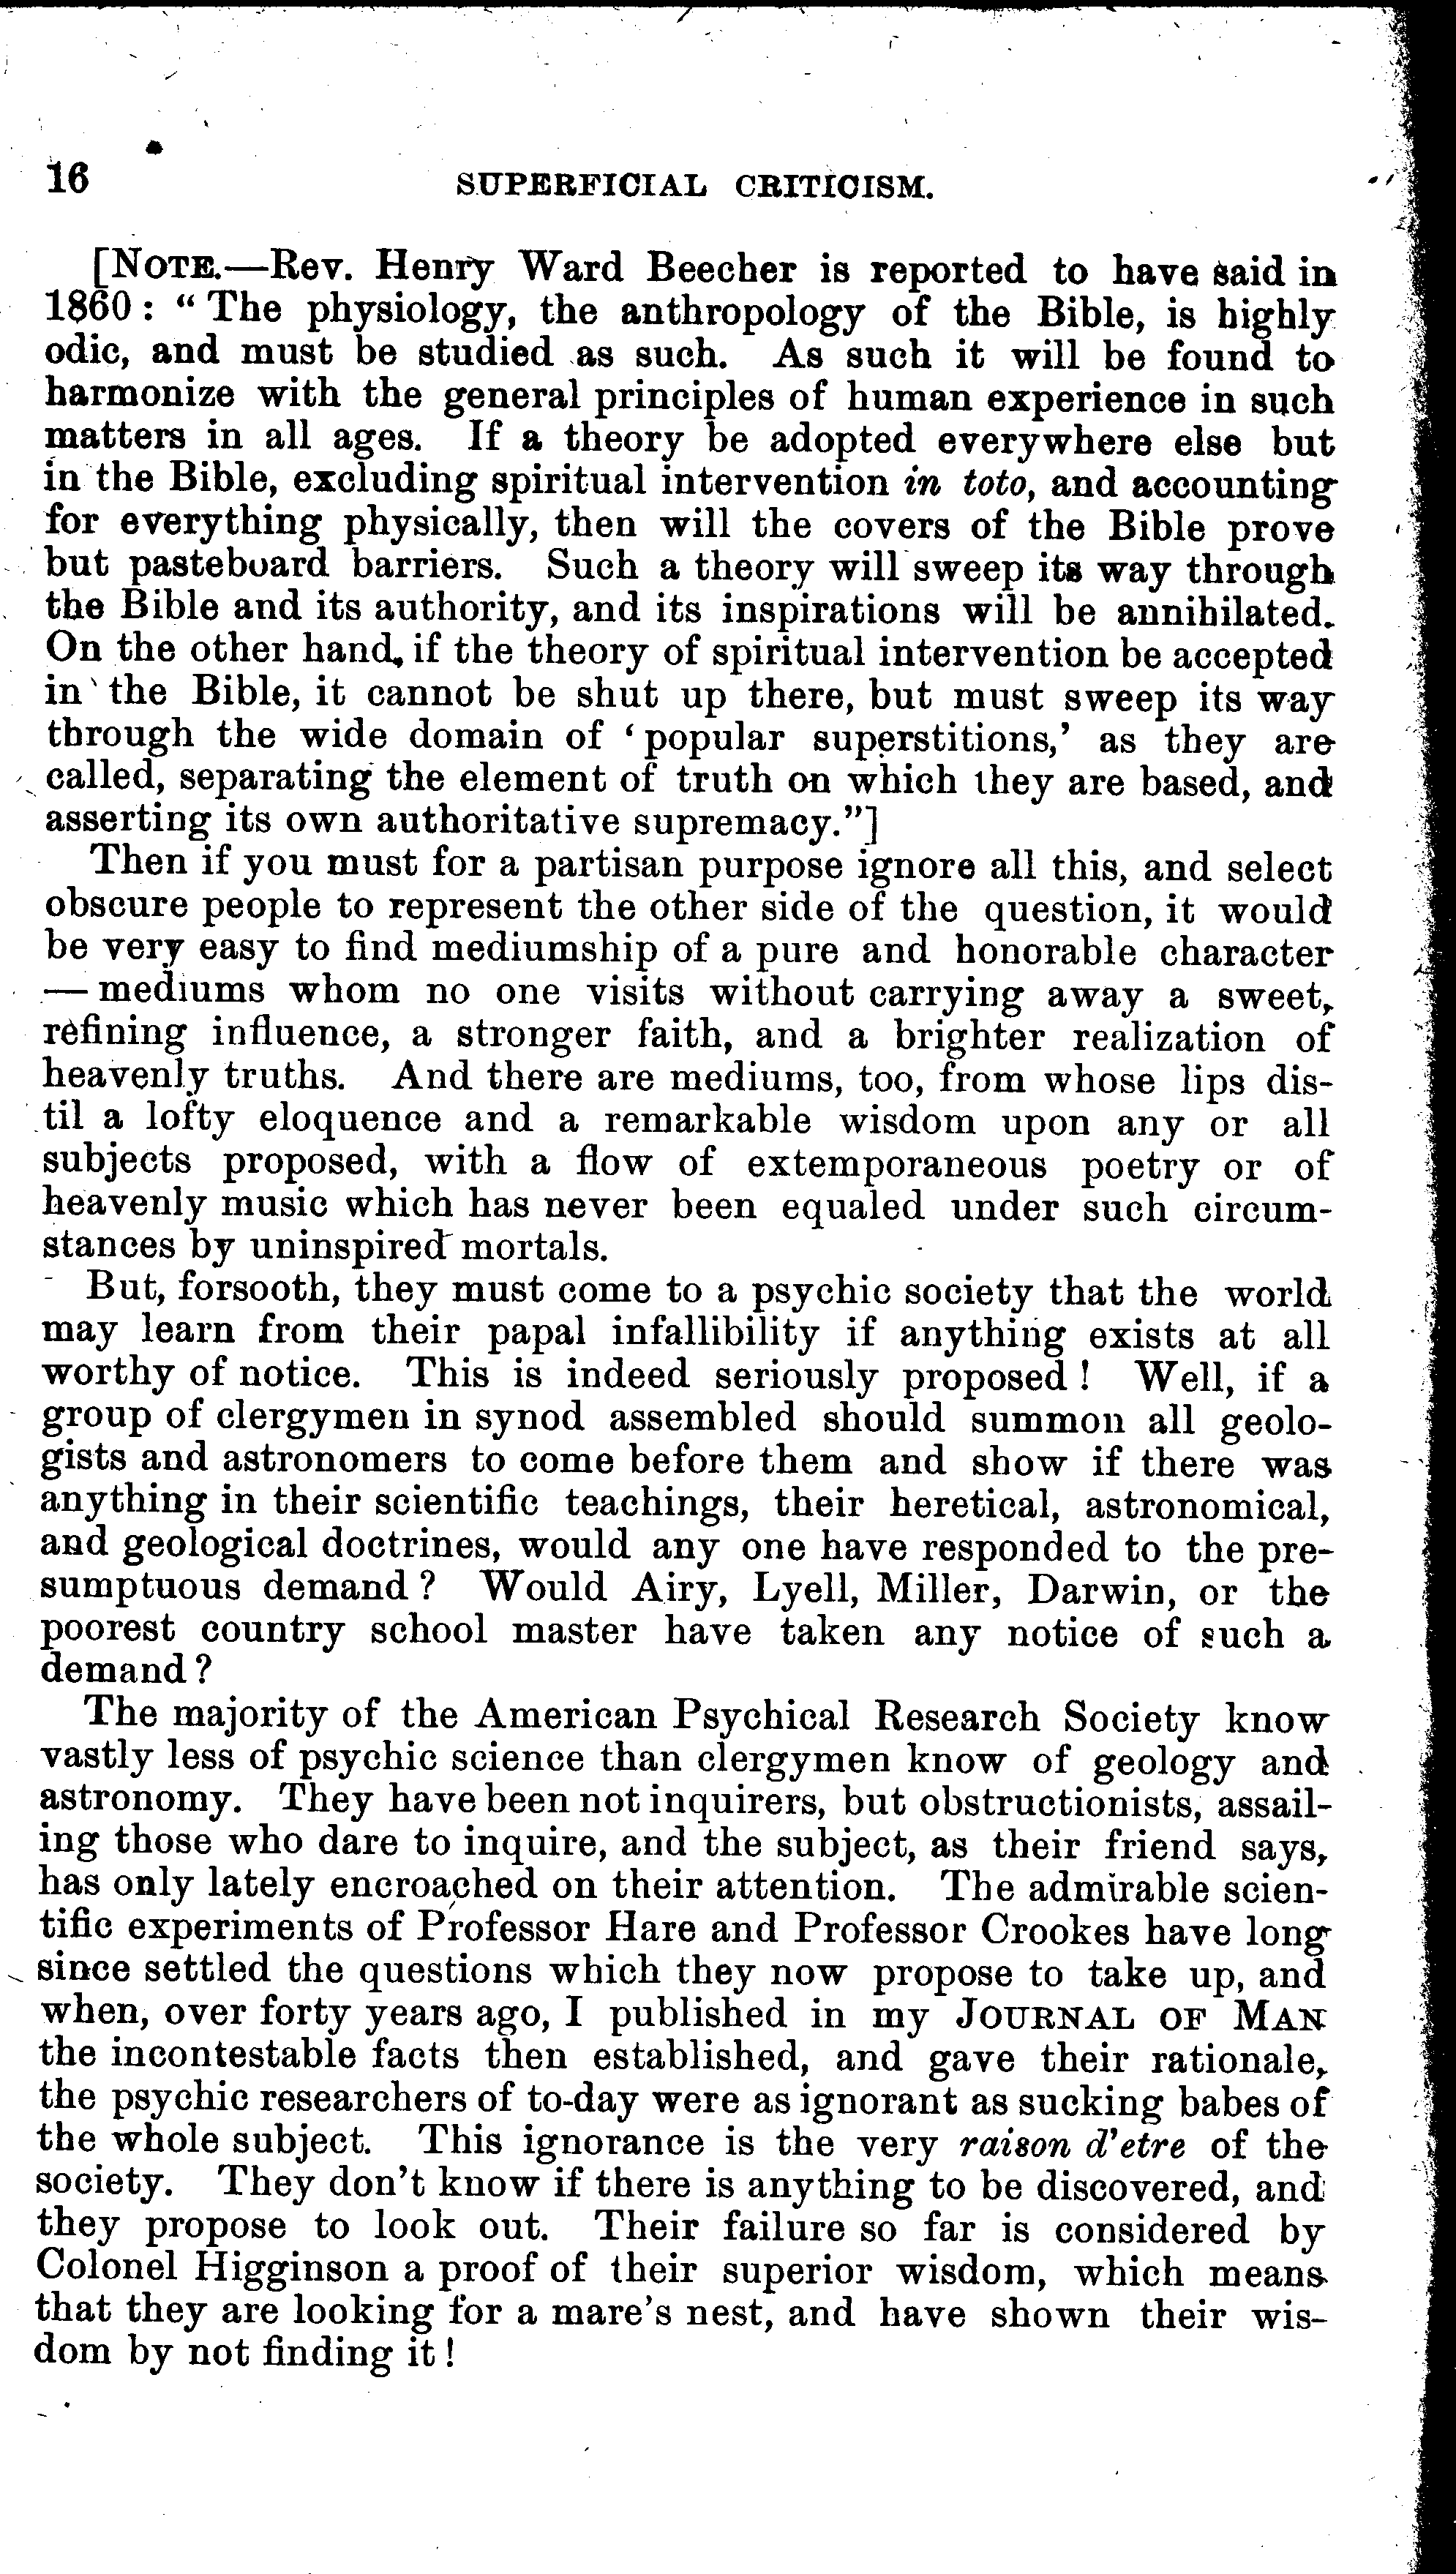 16
SUPERFICIAL CRITICISM.
[NOTE.—Rev. Henry Ward Beecher is reported to have said in
1860: “The physiology, the anthropology of the Bible, is highly
odic, and must be studied as such. As such it will be found to
harmonize with the general principles of human experience in such
matters in all ages. If a theory be adopted everywhere else but
in the Bible, excluding spiritual intervention in toto, and accounting
for everything physically, then will the covers of the Bible prove
but pasteboard barriers. Such a theory will sweep its way through
the Bible and its authority, and its inspirations will be annihilated.
On the other hand, if the theory of spiritual intervention be accepted
in the Bible, it cannot be shut up there, but must sweep its way
through the wide domain of ‘popular superstitions,’ as they are
called, separating the element of truth on which they are based, and
asserting its own authoritative supremacy.”]
Then if you must for a partisan purpose ignore all this, and select
obscure people to represent the other side of the question, it would
be very easy to find mediumship of a pure and honorable character
— mediums whom no one visits without carrying away a sweet,
refining influence, a stronger faith, and a brighter realization of
heavenly truths. And there are mediums, too, from whose lips dis-
til a lofty eloquence and a remarkable wisdom upon any or all
subjects proposed, with a flow of extemporaneous poetry or of
heavenly music which has never been equaled under such circum-
stances by uninspired mortals.
But, forsooth, they must come to a psychic society that the world
may learn from their papal infallibility if anything exists at all
worthy of notice. This is indeed seriously proposed! Well, if a
group of clergymen in synod assembled should summon all geolo-
gists and astronomers to come before them and show if there was
anything in their scientific teachings, their heretical, astronomical,
and geological doctrines, would any one have responded to the pre-
sumptuous demand? Would Airy, Lyell, Miller, Darwin, or the
poorest country school master have taken any notice of such a
demand?
The majority of the American Psychical Research Society know
vastly less of psychic science than clergymen know of geology and
astronomy. They have been not inquirers, but obstructionists, assail-
ing those who dare to inquire, and the subject, as their friend says,
has only lately encroached on their attention. The admirable scien-
tific experiments of Professor Hare and Professor Crookes have long
since settled the questions which they now propose to take up, and
when, over forty years ago, I published in my JOURNAL OF MAN
the incontestable facts then established, and gave their rationale,
the psychic researchers of to-day were as ignorant as sucking babes of
the whole subject. This ignorance is the very raison d’etre of the
society. They don’t know if there is anything to be discovered, and
they propose to look out. Their failure so far is considered by
Colonel Higginson a proof of their superior wisdom, which means
that they are looking for a mare’s nest, and have shown their wis-
dom by not finding it!